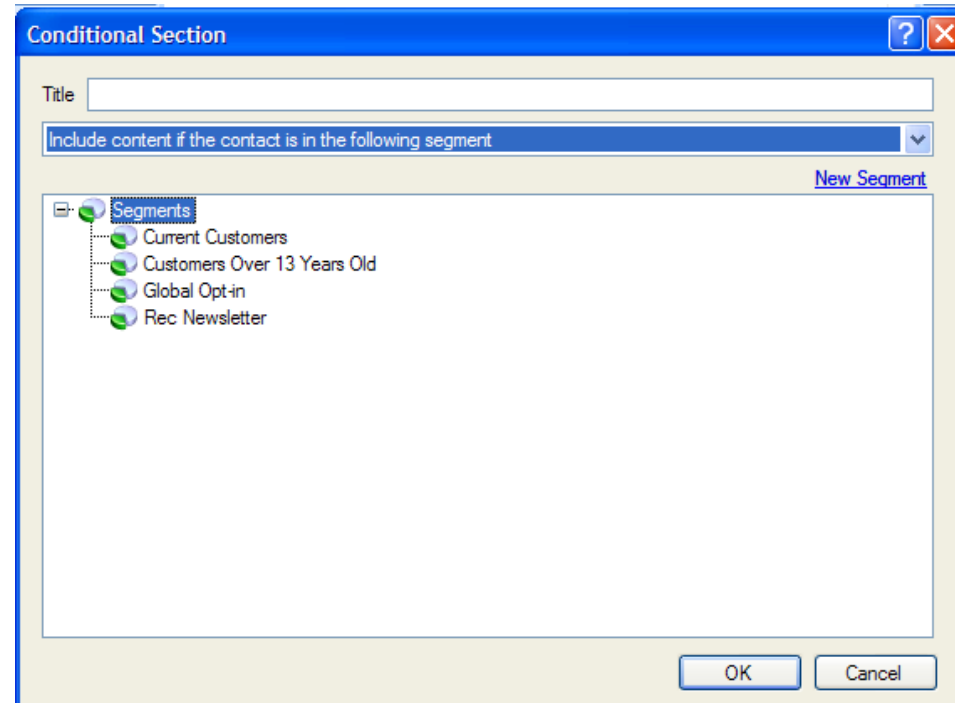 Conditional Section
Title
Include content if the contact is in the following segment
New Segment
Segments
Current Customers
Customers Over 13 Years Old
Global Opt-in
Rec Newsletter
OK Cancel